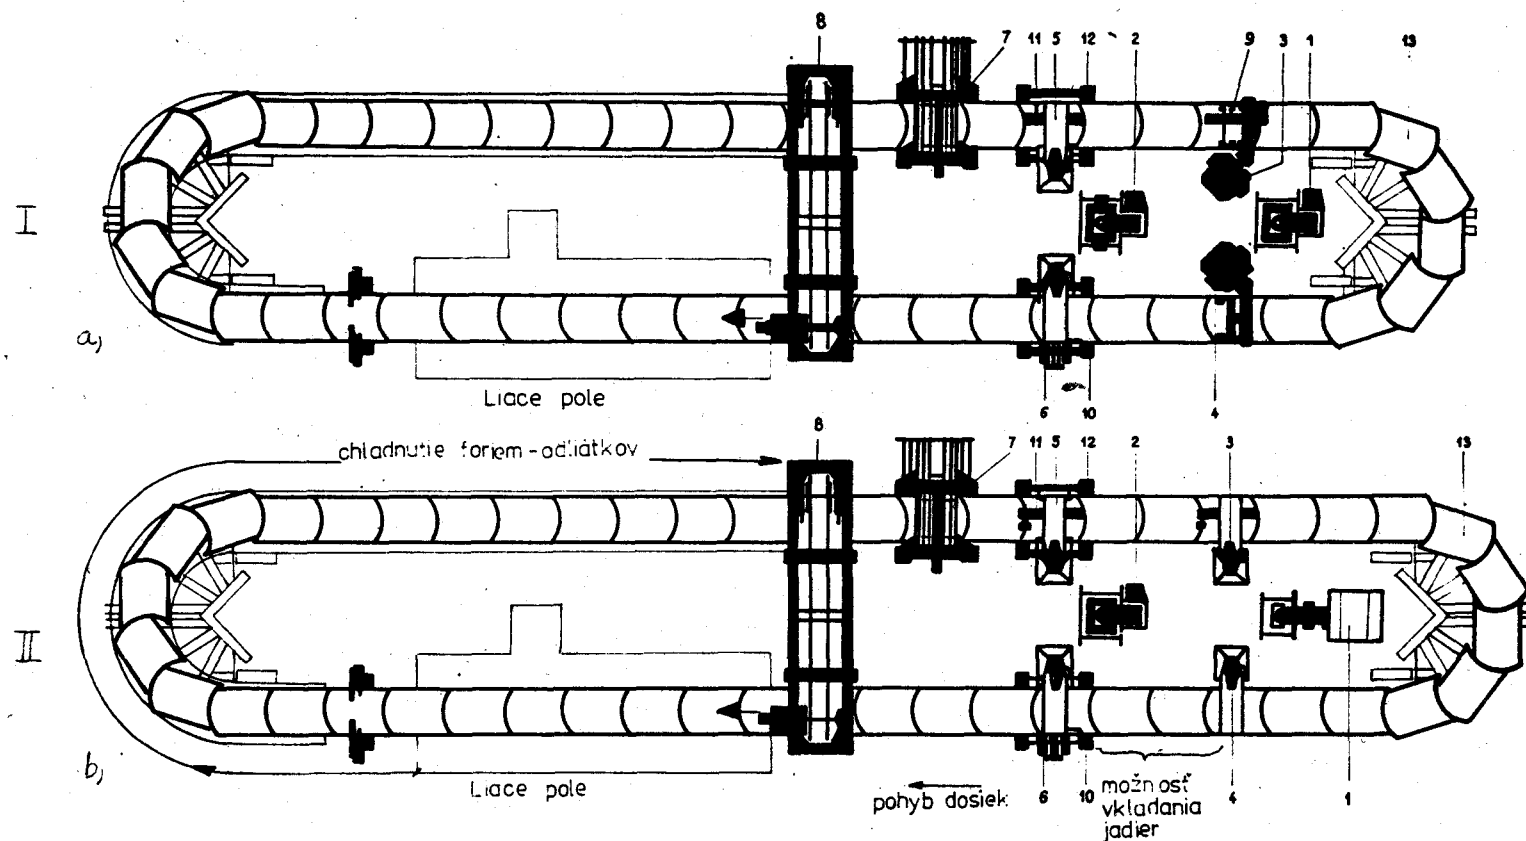 8
7 11 5 12 2 9 3 1 13
I
a,
Liace pole
6 10 4
chladnutie foriem-odliatkov
8
7 11 5 12 2 3 13
II
b,
Liace pole
pohyb dosiek
6 10 možnosť 4 1
vkladania
jadier